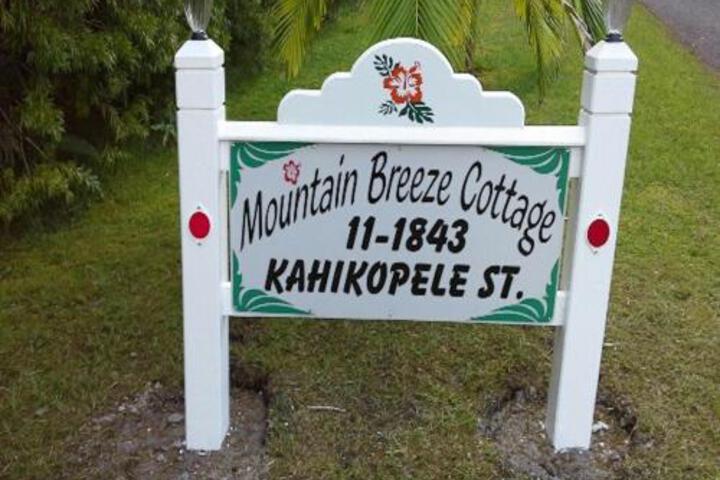 Mountain Breeze Cottage
11-1843
KAHIKOPELE ST.